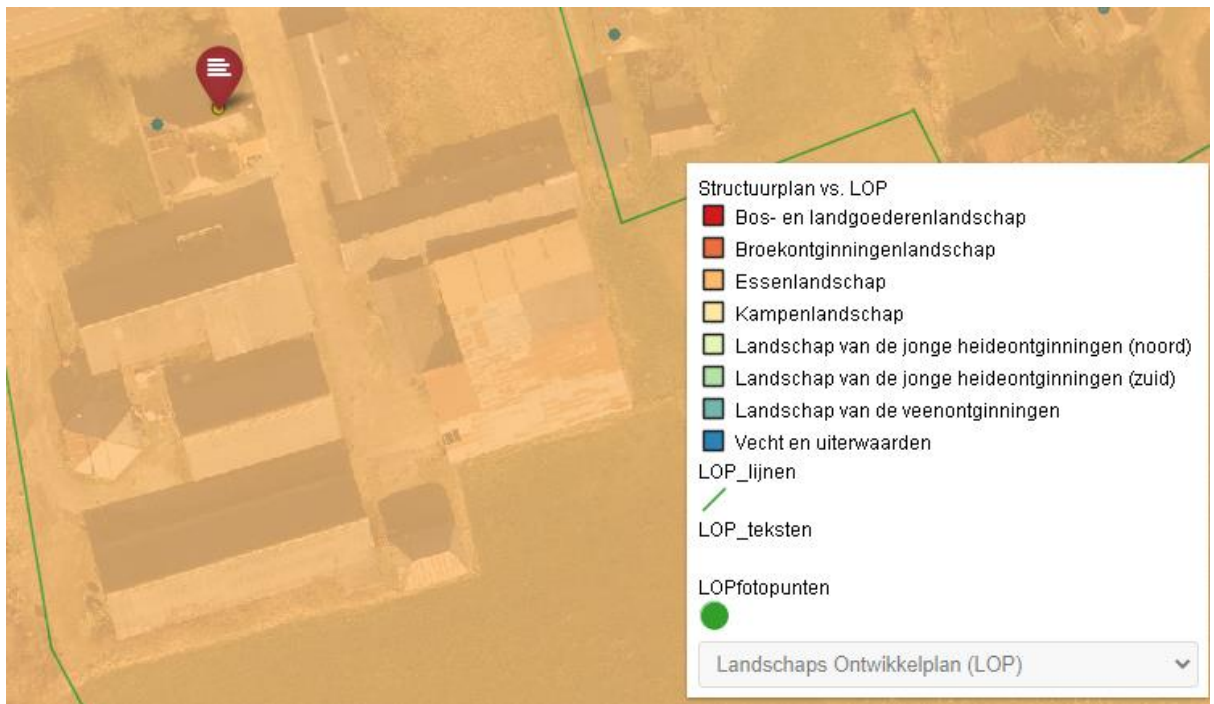 Structuurplan vs. LOP
Bos- en landgoederenlandschap
Broekontginningenlandschap
Essenlandschap
Kampenlandschap
Landschap van de jonge heideontginningen (noord)
Landschap van de jonge heideontginningen (zuid)
Landschap van de veenontginningen
Vecht en uiterwaarden
LOP_lijnen
LOP_teksten
LOPfotopunten
Landschaps Ontwikkelplan (LOP)